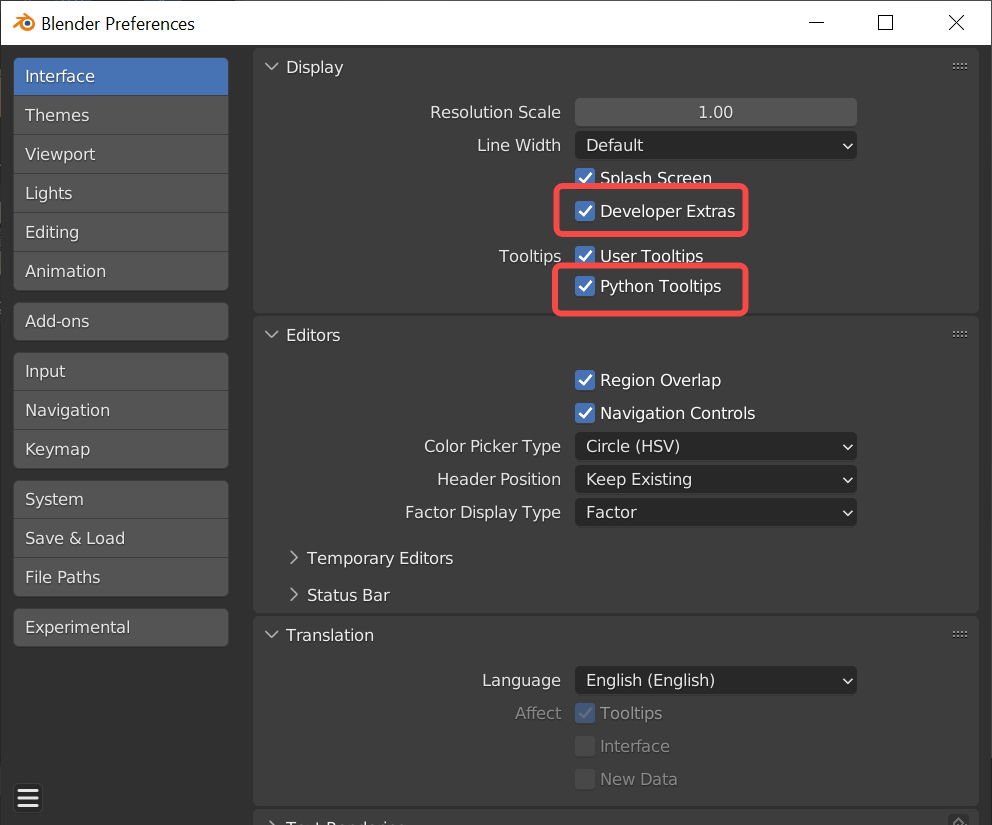 Blender Preferences
Interface
Themes
Viewport
Lights
Editing
Animation
Add-ons
Input
Navigation
Keymap
System
Save & Load
File Paths
Experimental
Display
Resolution Scale 1.00
Line Width Default
Splash Screen
Developer Extras
Tooltips User Tooltips
Python Tooltips
Editors
Region Overlap
Navigation Controls
Color Picker Type Circle (HSV)
Header Position Keep Existing
Factor Display Type Factor
Temporary Editors
Status Bar
Translation
Language English (English)
Affect Tooltips
Interface
New Data